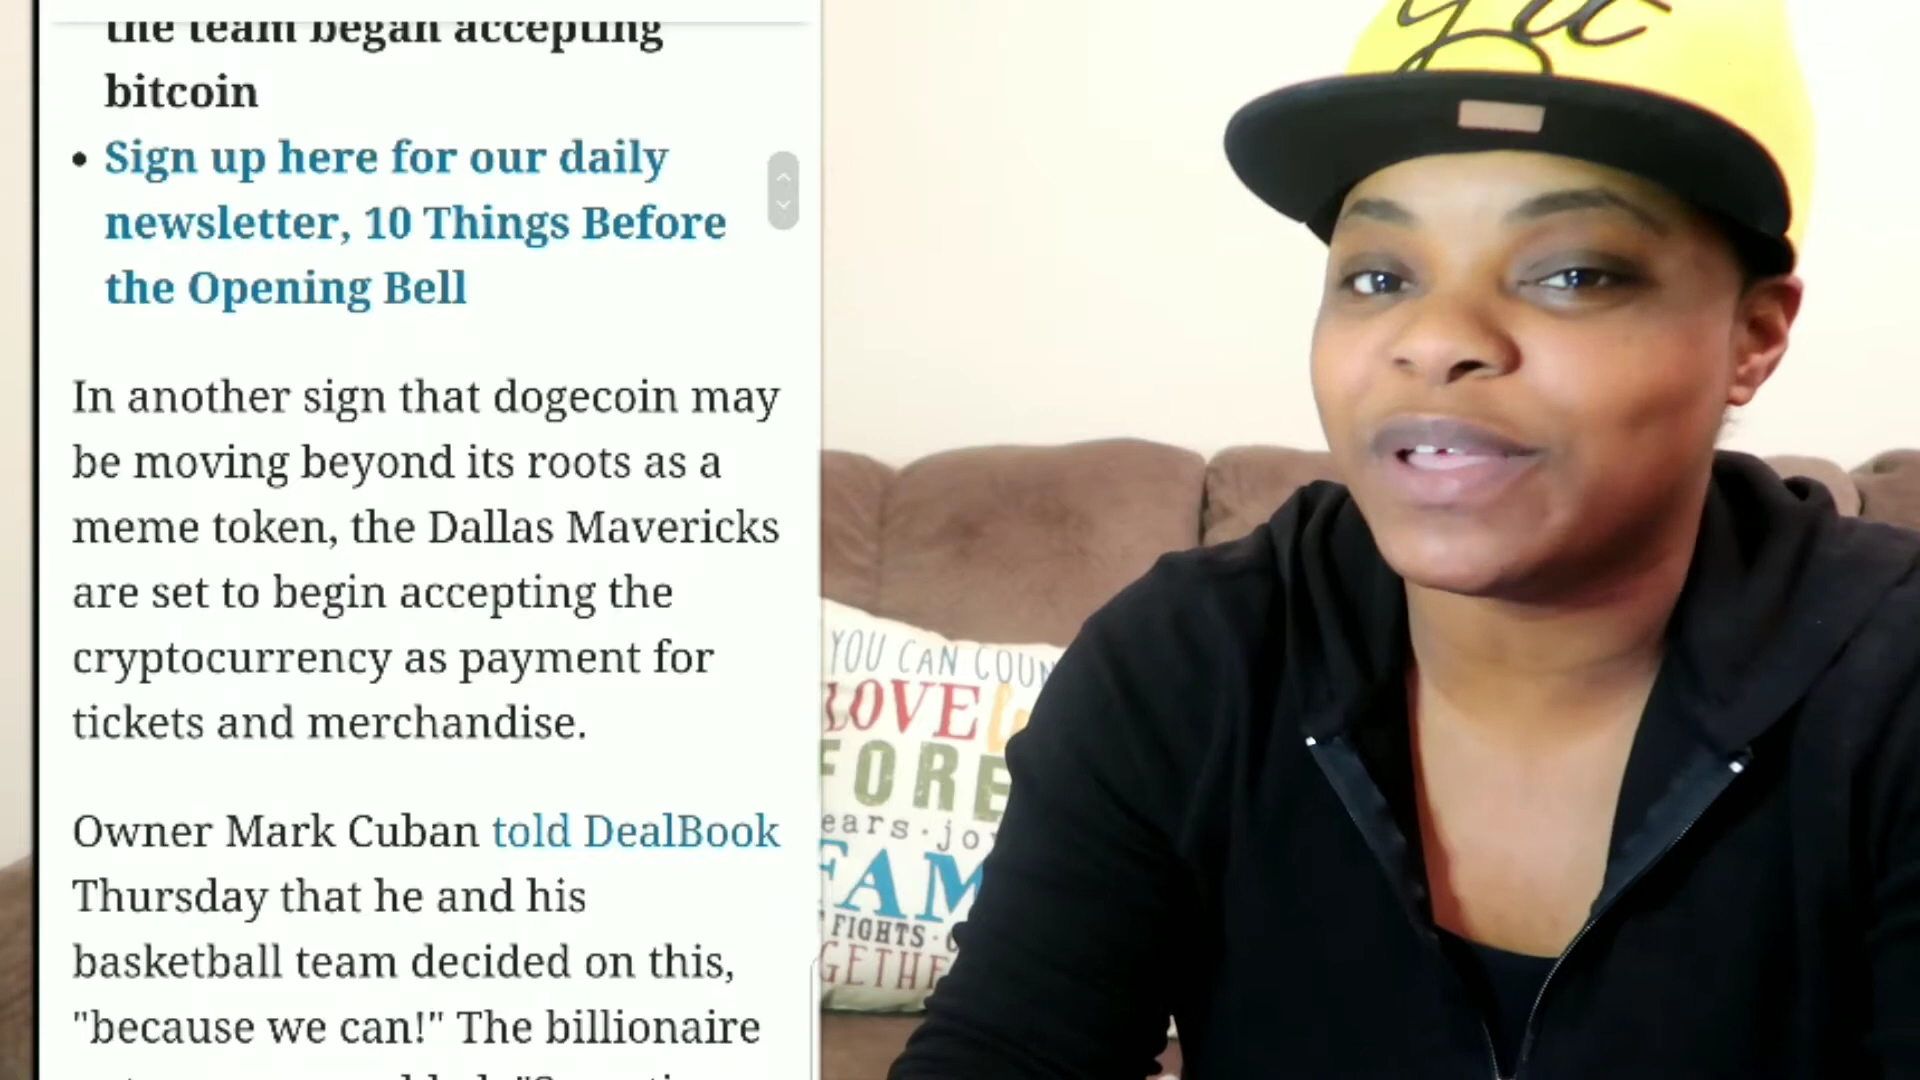 the team began accepting
bitcoin
• Sign up here for our daily
newsletter, 10 Things Before
the Opening Bell
In another sign that dogecoin may
be moving beyond its roots as a
meme token, the Dallas Mavericks
are set to begin accepting the
cryptocurrency as payment for
tickets and merchandise.
Owner Mark Cuban told DealBook
Thursday that he and his
basketball team decided on this,
"because we can!" The billionaire
YOU CAN COUN
LOVE
FORE
ears · jo
FAM
FIGHTS
GETHE